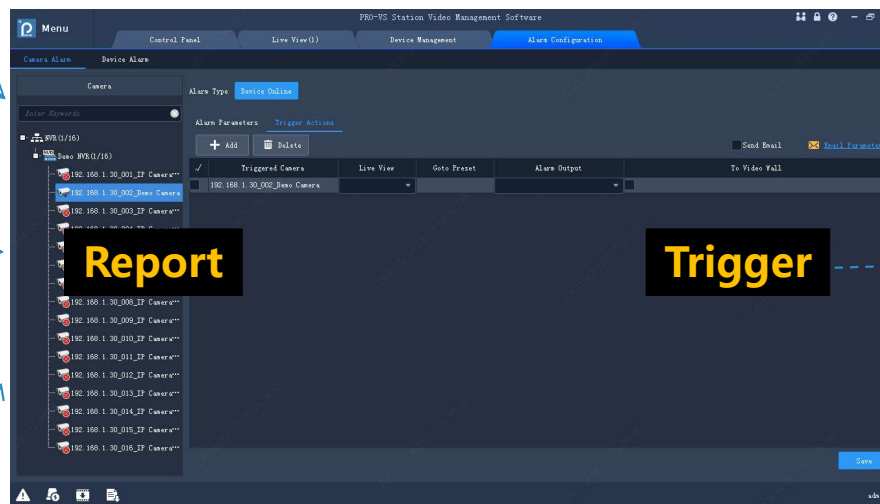 PRO-VS Station Video Management Software
Menu
Control Panel
Live View(1)
Device Management
Alarm Configuration
Camera Alarm
Device Alarm
Camera
Alarm Type
Device Online
Enter Keywords
Alarm Parameters
Trigger Actions
Add
Delete
Send Email
Email Parameter
Triggered Camera
Live View
Goto Preset
Alarm Output
To Video Wall
192.168.1.30_002_Demo Camera
NVR(1/16)
Demo NVR(1/16)
192.168.1.30_001_IP Camera···
192.168.1.30_002_Demo Camera
192.168.1.30_003_IP Camera···
Report
Trigger
192.168.1.30_008_IP Camera···
192.168.1.30_009_IP Camera···
192.168.1.30_010_IP Camera···
192.168.1.30_011_IP Camera···
192.168.1.30_012_IP Camera···
192.168.1.30_013_IP Camera···
192.168.1.30_014_IP Camera···
192.168.1.30_015_IP Camera···
192.168.1.30_016_IP Camera···
Save
adm